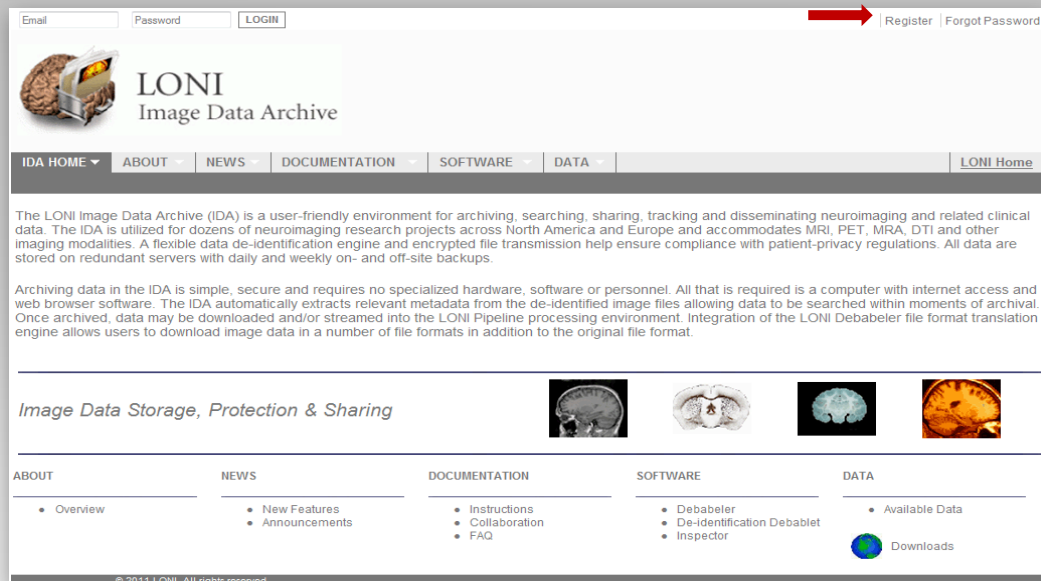 Email Password LOGIN Register Forgot Password
LONI
Image Data Archive
IDA HOME ABOUT NEWS DOCUMENTATION SOFTWARE DATA LONI Home
The LONI Image Data Archive (IDA) is a user-friendly environment for archiving, searching, sharing, tracking and disseminating neuroimaging and related clinical
data. The IDA is utilized for dozens of neuroimaging research projects across North America and Europe and accommodates MRI, PET, MRA, DTI and other
imaging modalities. A flexible data de-identification engine and encrypted file transmission help ensure compliance with patient-privacy regulations. All data are
stored on redundant servers with daily and weekly on- and off-site backups.
Archiving data in the IDA is simple, secure and requires no specialized hardware, software or personnel. All that is required is a computer with internet access and
web browser software. The IDA automatically extracts relevant metadata from the de-identified image files allowing data to be searched within moments of archival.
Once archived, data may be downloaded and/or streamed into the LONI Pipeline processing environment. Integration of the LONI Debabeler file format translation
engine allows users to download image data in a number of file formats in addition to the original file format.
Image Data Storage, Protection & Sharing
ABOUT NEWS DOCUMENTATION SOFTWARE DATA
Overview New Features Instructions Debabeler Available Data
Announcements Collaboration De-identification Debablet
FAQ Inspector
Downloads
© 2011 LONI. All rights reserved.